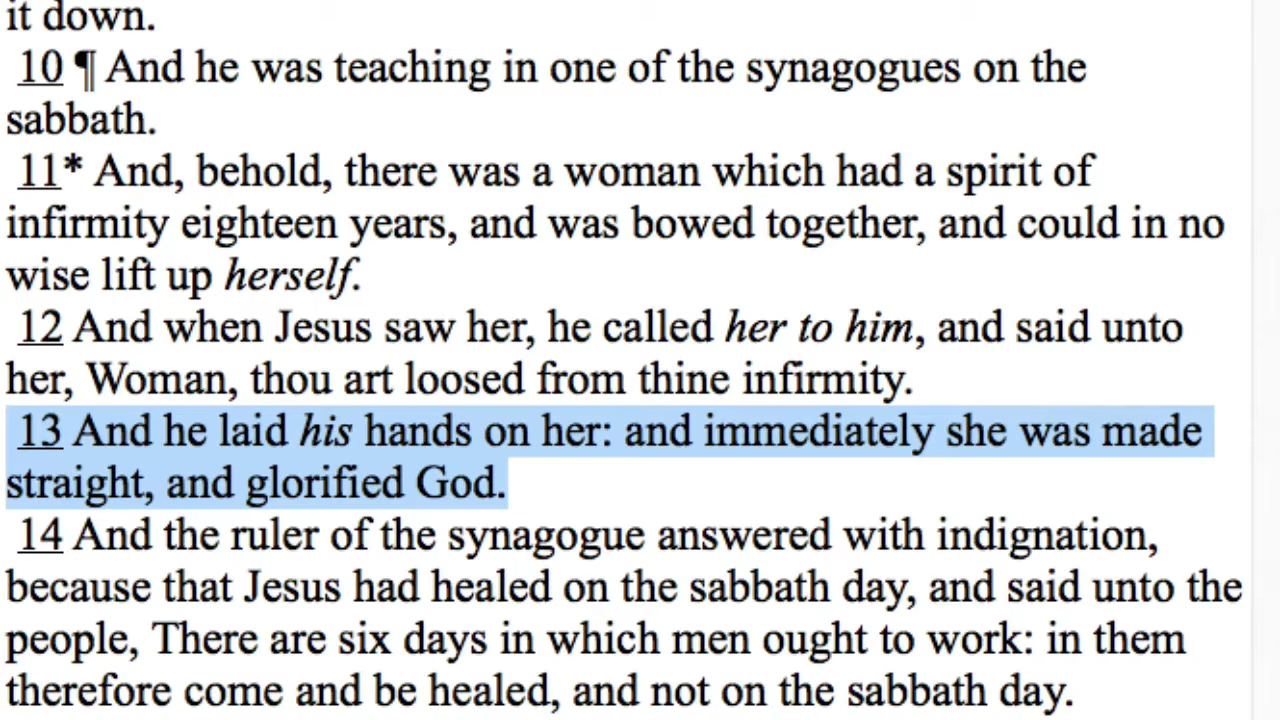 it down.
10 ¶ And he was teaching in one of the synagogues on the
sabbath.
11* And, behold, there was a woman which had a spirit of
infirmity eighteen years, and was bowed together, and could in no
wise lift up herself.
12 And when Jesus saw her, he called her to him, and said unto
her, Woman, thou art loosed from thine infirmity.
13 And he laid his hands on her: and immediately she was made
straight, and glorified God.
14 And the ruler of the synagogue answered with indignation,
because that Jesus had healed on the sabbath day, and said unto the
people, There are six days in which men ought to work: in them
therefore come and be healed, and not on the sabbath day.